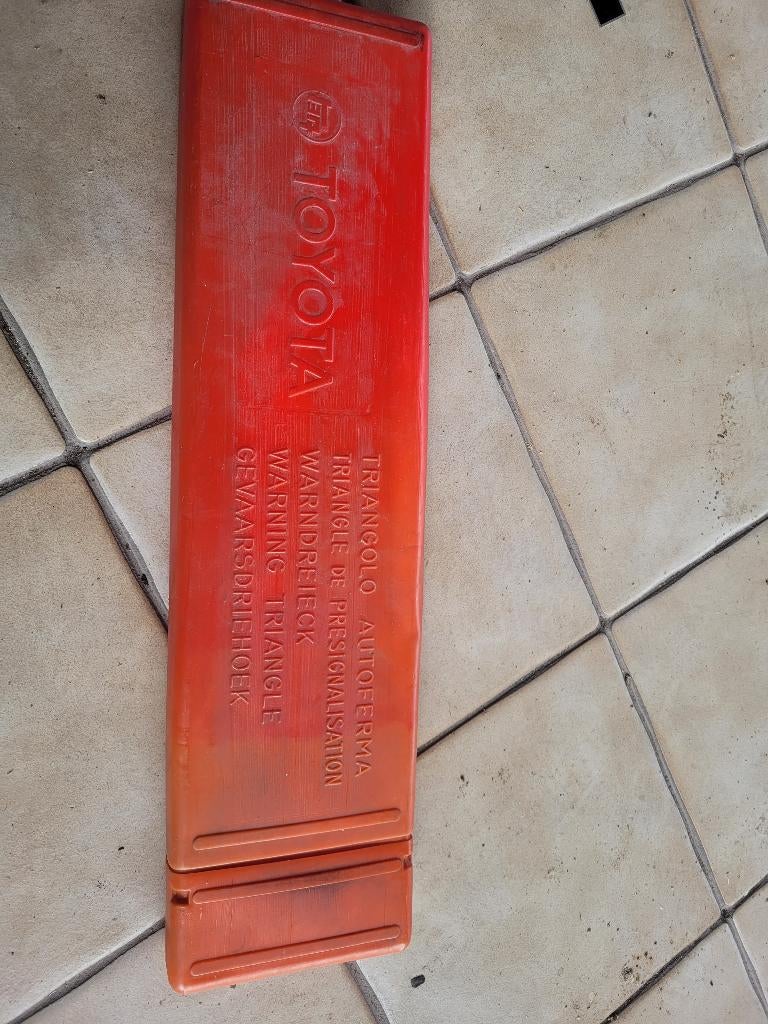 TOYOTA
TRIANGOLO AUTOFERMA
TRIANGLE DE PRESIGNALISATION
WARNDREIECK
WARNING TRIANGLE
GEVAARSDRIEHOEK